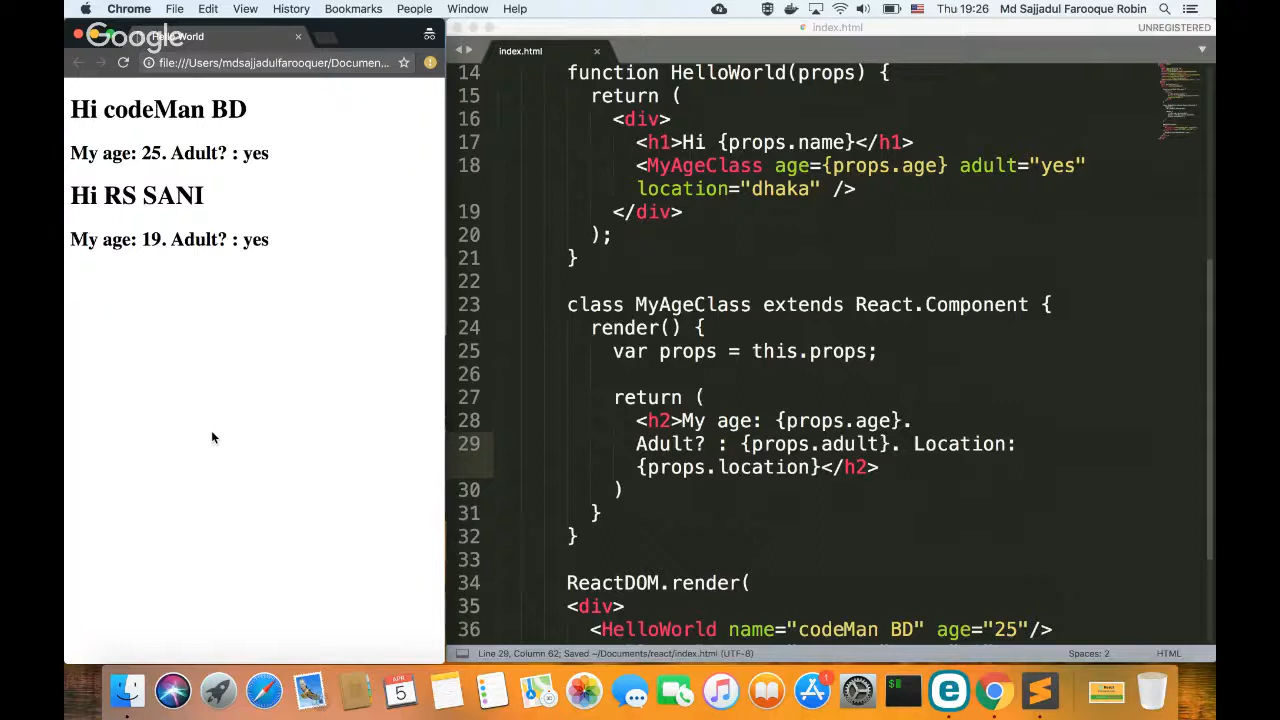 Chrome File Edit View History Bookmarks People Window Help Thu 19:26 Md Sajjadul Farooque Robin
Google
World
file:///Users/mdsajjadulfarooquer/Documen...
Hi codeMan BD
My age: 25. Adult? : yes
Hi RS SANI
My age: 19. Adult? : yes
index.html
UNREGISTERED
index.html
14 function HelloWorld(props) {
15 return (
16 <div>
17 <h1>Hi {props.name}</h1>
18 <MyAgeClass age={props.age} adult="yes"
location="dhaka" />
19 </div>
20 );
21 }
22
23 class MyAgeClass extends React.Component {
24 render() {
25 var props = this.props;
26
27 return (
28 <h2>My age: {props.age}.
29 Adult? : {props.adult}. Location:
{props.location}</h2>
30 )
31 }
32 }
33
34 ReactDOM.render(
35 <div>
36 <HelloWorld name="codeMan BD" age="25"/>
Line 29, Column 62; Saved ~/Documents/react/index.html (UTF-8)
Spaces: 2
HTML
APR
5
1